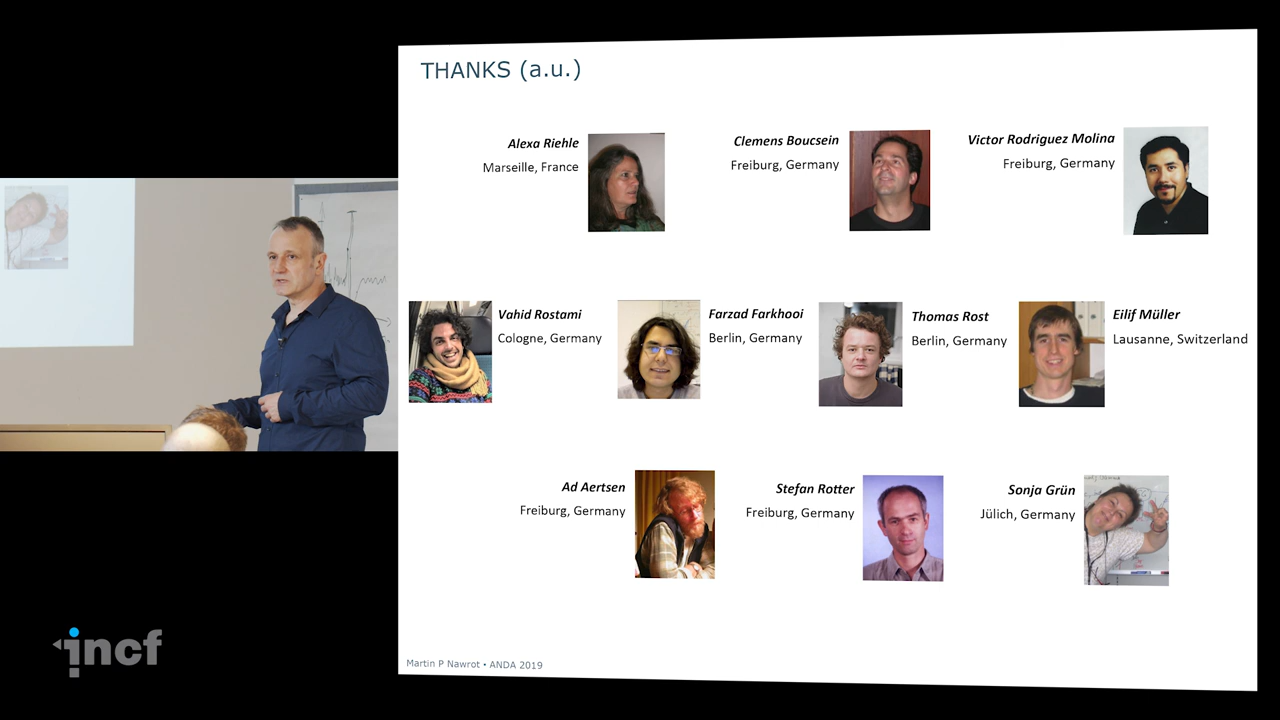 THANKS (a.u.)
Alexa Riehle
Marseille, France
Clemens Boucsein
Freiburg, Germany
Victor Rodriguez Molina
Freiburg, Germany
Vahid Rostami
Cologne, Germany
Farzad Farkhooi
Berlin, Germany
Thomas Rost
Berlin, Germany
Eilif Müller
Lausanne, Switzerland
Ad Aertsen
Freiburg, Germany
Stefan Rotter
Freiburg, Germany
Sonja Grün
Jülich, Germany
incf
Martin P Nawrot • ANDA 2019